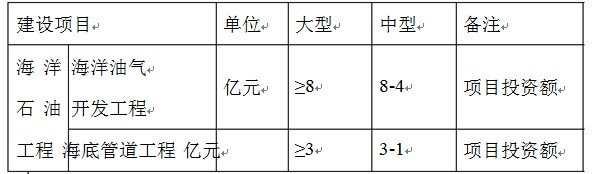 建设项目 单位 大型 中型 备注
海 洋 海洋油气
亿元 ≥8 8-4 项目投资额
石 油 开发工程
工程 海底管道工程 亿元 ≥3 3-1 项目投资额